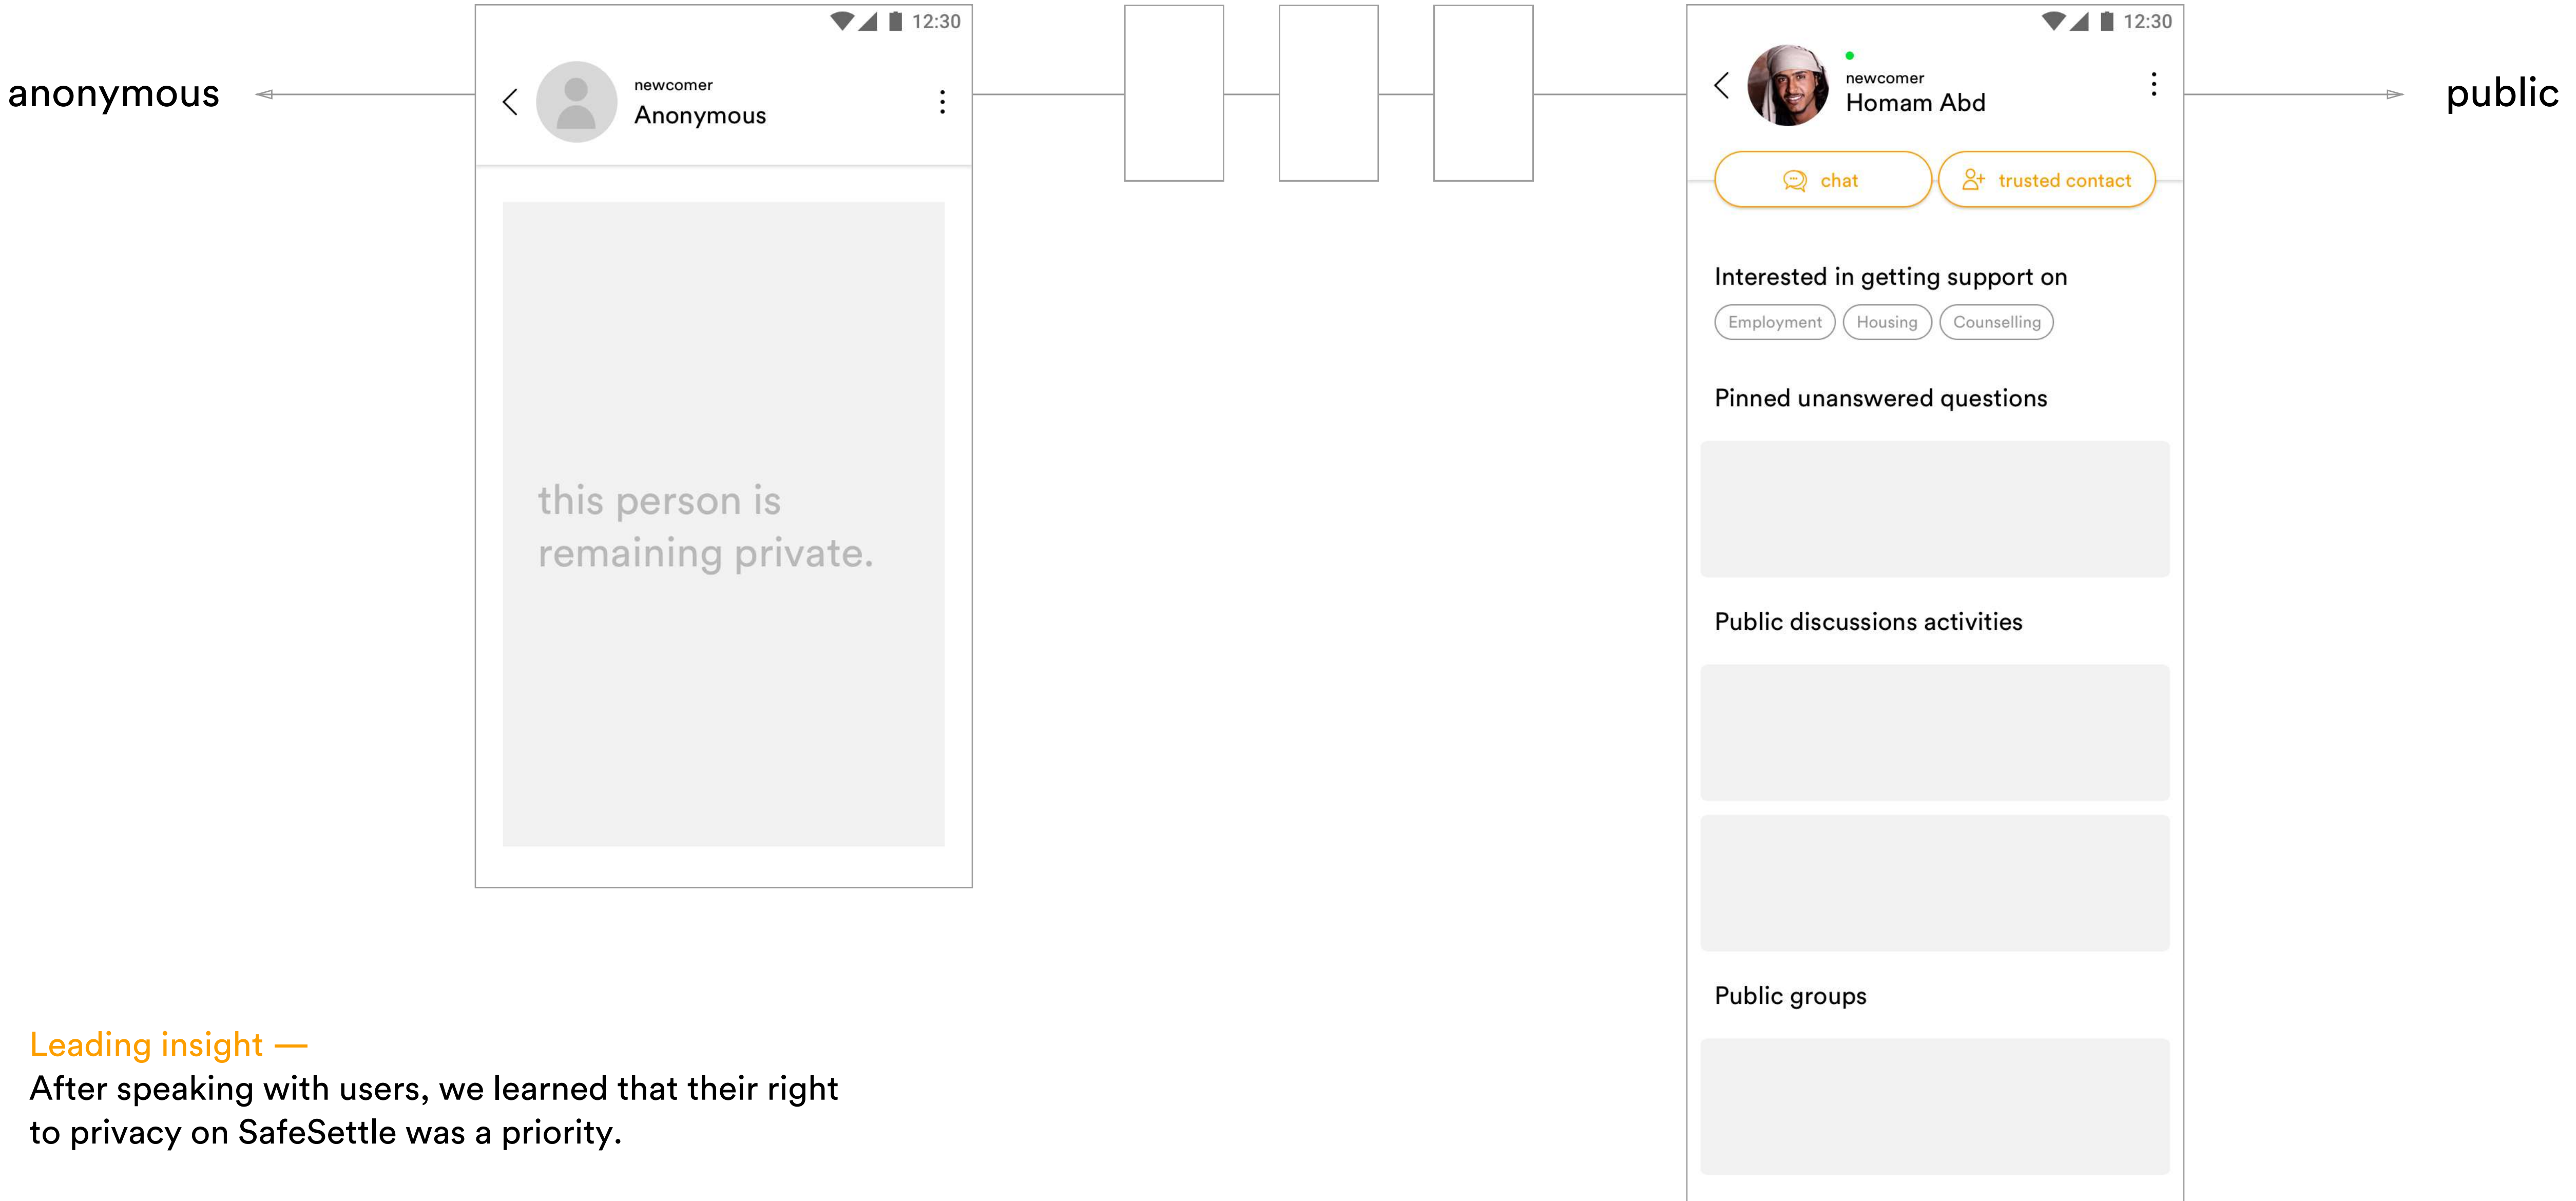 anonymous
12:30
newcomer
Anonymous
this person is
remaining private.
12:30
newcomer
Homam Abd
chat
trusted contact
Interested in getting support on
Employment
Housing
Counselling
Pinned unanswered questions
Public discussions activities
Public groups
public
Leading insight —
After speaking with users, we learned that their right
to privacy on SafeSettle was a priority.